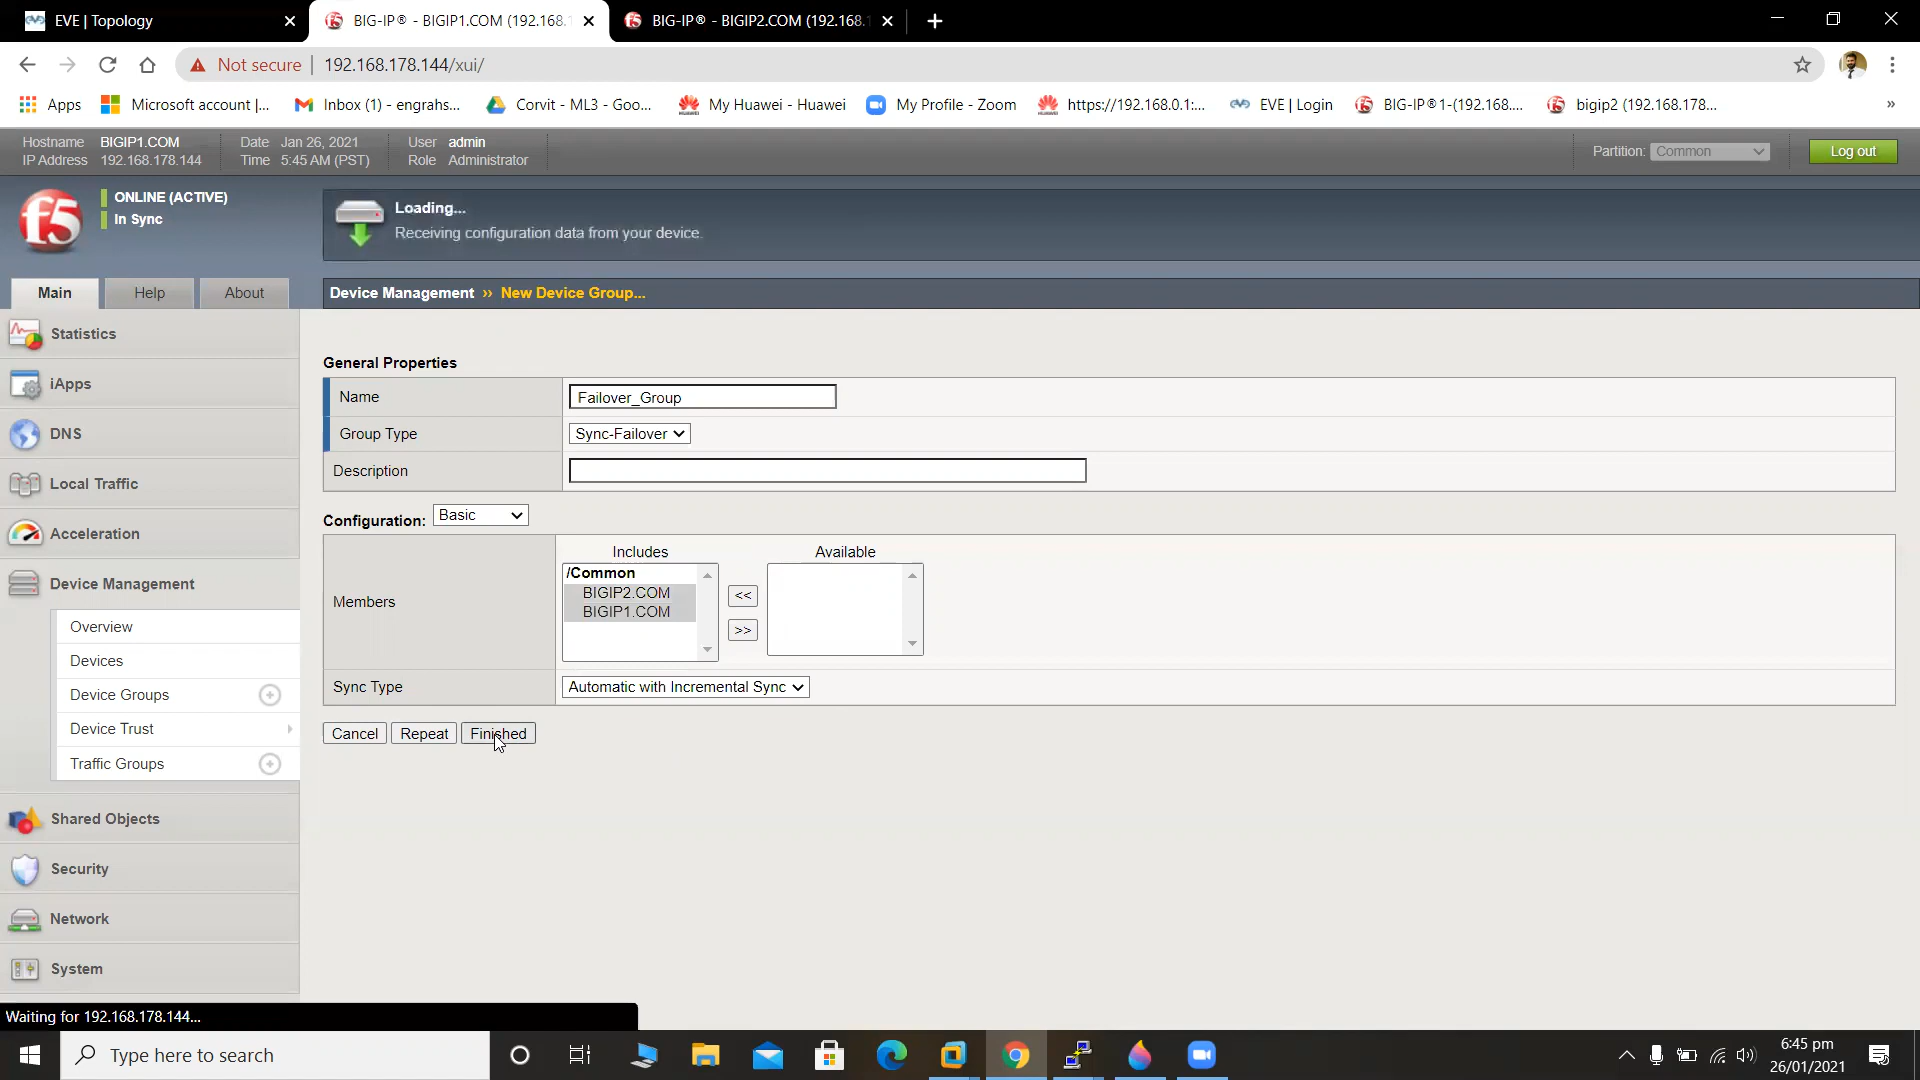 EVE | Topology
BIG-IP® - BIGIP1.COM (192.168.
BIG-IP® - BIGIP2.COM (192.168.1
Not secure
192.168.178.144/xui/
Apps
Microsoft account |...
Inbox (1) - engrahs...
Corvit - ML3 - Goo...
My Huawei - Huawei
My Profile - Zoom
https://192.168.0.1:...
EVE | Login
BIG-IP®1-(192.168....
bigip2 (192.168.178...
»
Hostname BIGIP1.COM
IP Address 192.168.178.144
Date Jan 26, 2021
Time 5:45 AM (PST)
User admin
Role Administrator
Partition: Common
Log out
f5
ONLINE (ACTIVE)
In Sync
Loading...
Receiving configuration data from your device.
Main
Help
About
Device Management » New Device Group...
Statistics
iApps
DNS
Local Traffic
Acceleration
Device Management
Overview
Devices
Device Groups
Device Trust
Traffic Groups
Shared Objects
Security
Network
System
General Properties
Name Failover_Group
Group Type Sync-Failover
Description
Configuration: Basic
Members
Includes
Available
/Common
BIGIP2.COM
BIGIP1.COM
<<
>>
Sync Type Automatic with Incremental Sync
Cancel
Repeat
Finished
Waiting for 192.168.178.144...
Type here to search
6:45 pm
26/01/2021